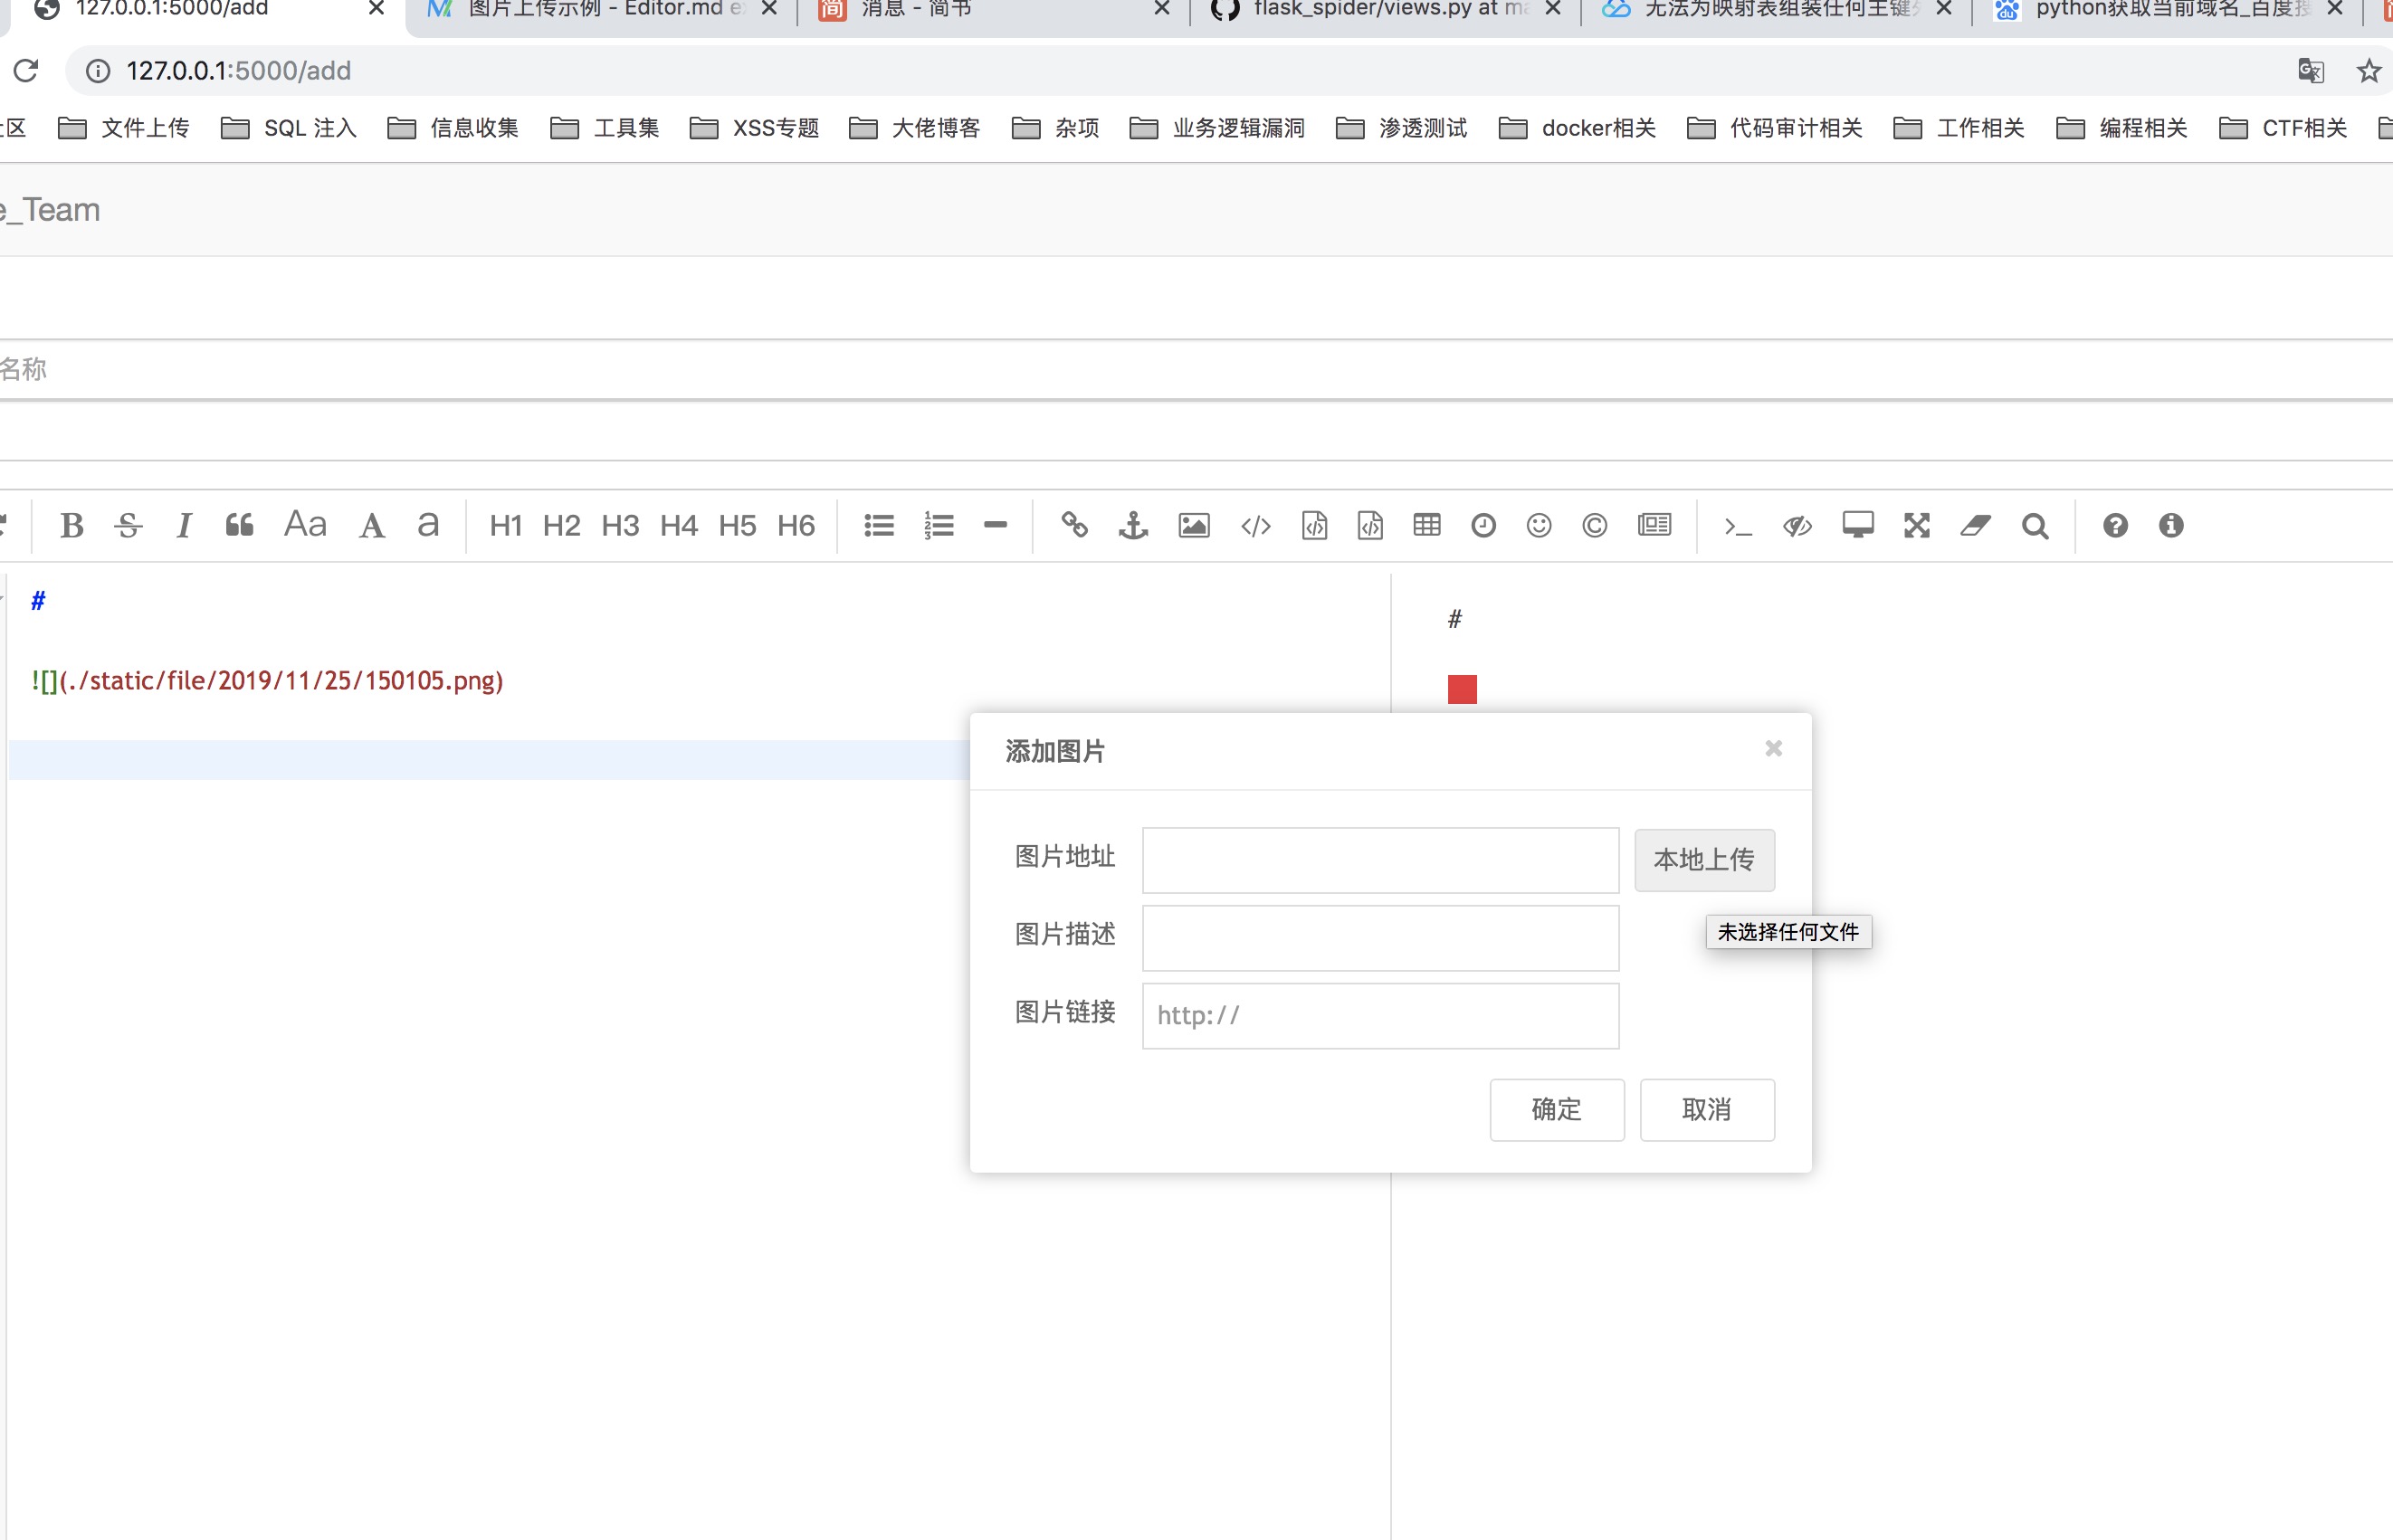 127.0.0.1:5000/add
图片上传示例 - Editor.md e
消息 - 简书
flask_spider/views.py at ma
无法为映射表组装任何主键
python获取当前域名_百度搜
127.0.0.1:5000/add
区 文件上传 SQL 注入 信息收集 工具集 XSS专题 大佬博客 杂项 业务逻辑漏洞 渗透测试 docker相关 代码审计相关 工作相关 编程相关 CTF相关
e_Team
名称
B S I Aa A a H1 H2 H3 H4 H5 H6
#
#
![](./static/file/2019/11/25/150105.png)
添加图片
图片地址 本地上传
未选择任何文件
图片描述
图片链接 http://
确定 取消